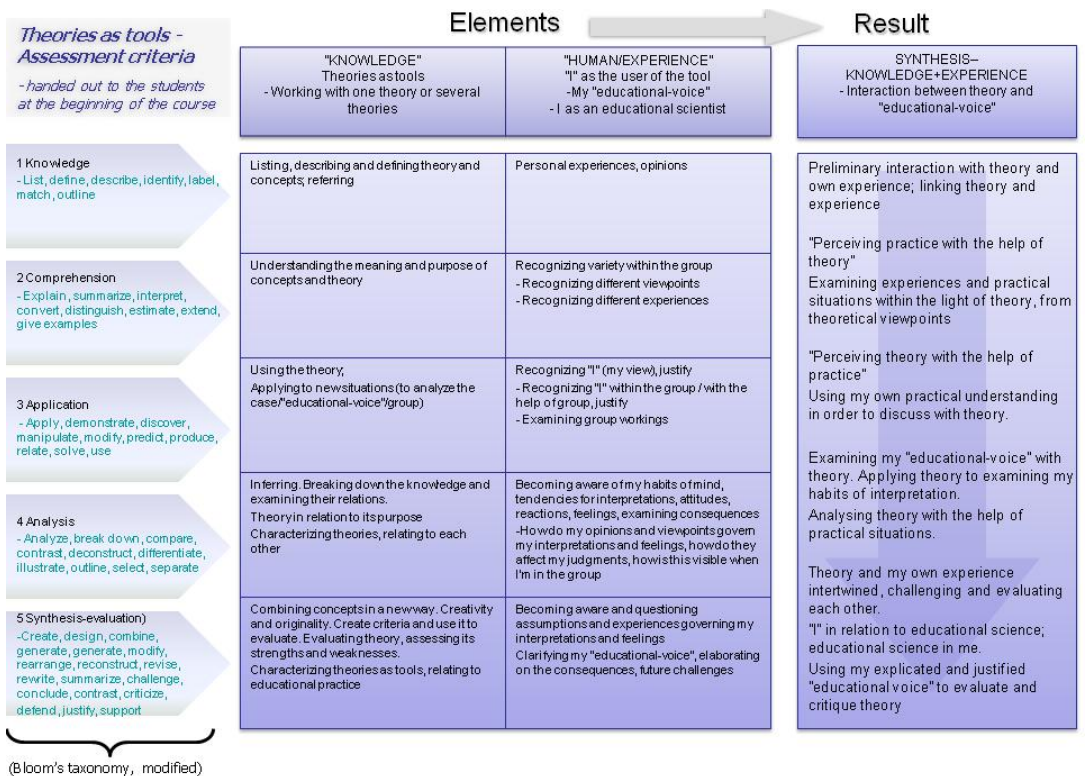 Elements
Result
Theories as tools -
Assessment criteria
- handed out to the students
at the beginning of the course
"KNOWLEDGE"
Theories as tools
- Working with one theory or several
theories
"HUMAN/EXPERIENCE"
"I" as the user of the tool
-My "educational-voice"
- I as an educational scientist
SYNTHESIS–
KNOWLEDGE+EXPERIENCE
- Interaction between theory and
"educational-voice"
1 Knowledge
- List, define, describe, identify, label,
match, outline
Listing, describing and defining theory and
concepts; referring
Personal experiences, opinions
2 Comprehension
- Explain, summarize, interpret,
convert, distinguish, estimate, extend,
give examples
Understanding the meaning and purpose of
concepts and theory
Recognizing variety within the group
- Recognizing different viewpoints
- Recognizing different experiences
3 Application
- Apply, demonstrate, discover,
manipulate, modify, predict, produce,
relate, solve, use
Using the theory;
Applying to new situations (to analyze the
case/"educational-voice"/group)
Recognizing "I" (my view), justify
- Recognizing "I" within the group / with the
help of group, justify
- Examining group workings
4 Analysis
- Analyze, break down, compare,
contrast, deconstruct, differentiate,
illustrate, outline, select, separate
Inferring. Breaking down the knowledge and
examining their relations.
Theory in relation to its purpose
Characterizing theories, relating to each
other
Becoming aware of my habits of mind,
tendencies for interpretations, attitudes,
reactions, feelings, examining consequences
-How do my opinions and viewpoints govern
my interpretations and feelings, how do they
affect my judgments, how is this visible when
I'm in the group
5 Synthesis-evaluation)
-Create, design, combine,
generate, generate, modify,
rearrange, reconstruct, revise,
rewrite, summarize, challenge,
conclude, contrast, criticize,
defend, justify, support
Combining concepts in a new way. Creativity
and originality. Create criteria and use it to
evaluate. Evaluating theory, assessing its
strengths and weaknesses.
Characterizing theories as tools, relating to
educational practice
Becoming aware and questioning
assumptions and experiences governing my
interpretations and feelings
Clarifying my "educational-voice", elaborating
on the consequences, future challenges
Preliminary interaction with theory and
own experience; linking theory and
experience
"Perceiving practice with the help of
theory"
Examining experiences and practical
situations within the light of theory, from
theoretical viewpoints
"Perceiving theory with the help of
practice"
Using my own practical understanding
in order to discuss with theory.
Examining my "educational-voice" with
theory. Applying theory to examining my
habits of interpretation.
Analysing theory with the help of
practical situations.
Theory and my own experience
intertwined, challenging and evaluating
each other.
"I" in relation to educational science;
educational science in me.
Using my explicated and justified
"educational voice" to evaluate and
critique theory
(Bloom's taxonomy, modified)